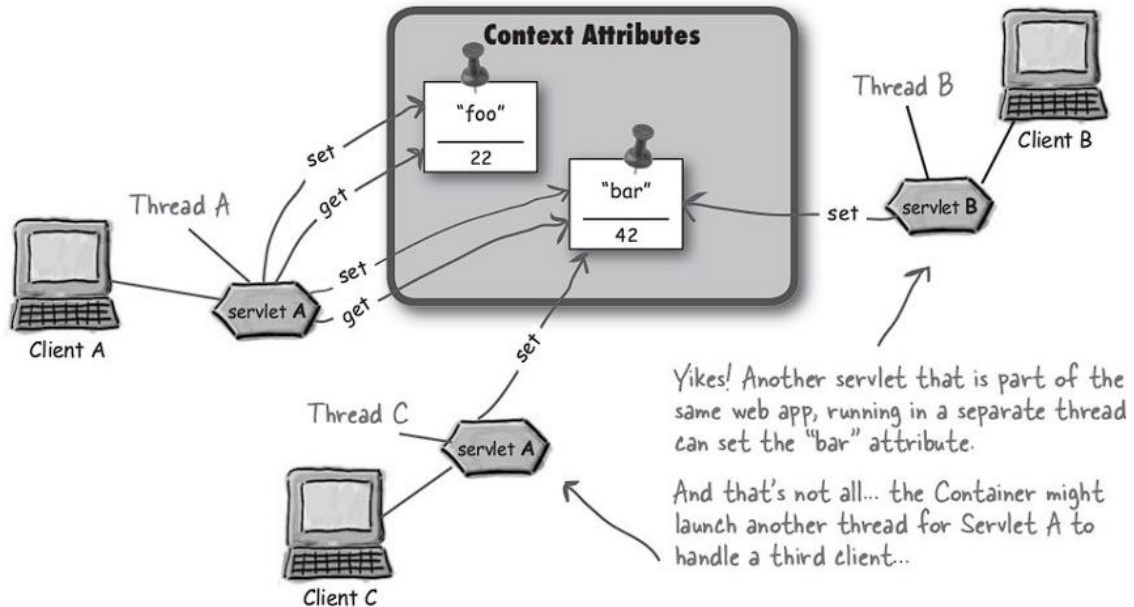 Context Attributes
"foo"
22
"bar"
42
set
get
set
get
Thread A
servlet A
Client A
Thread B
Client B
servlet B
set
set
Thread C
servlet A
Client C
Yikes! Another servlet that is part of the
same web app, running in a separate thread
can set the "bar" attribute.
And that's not all... the Container might
launch another thread for Servlet A to
handle a third client...